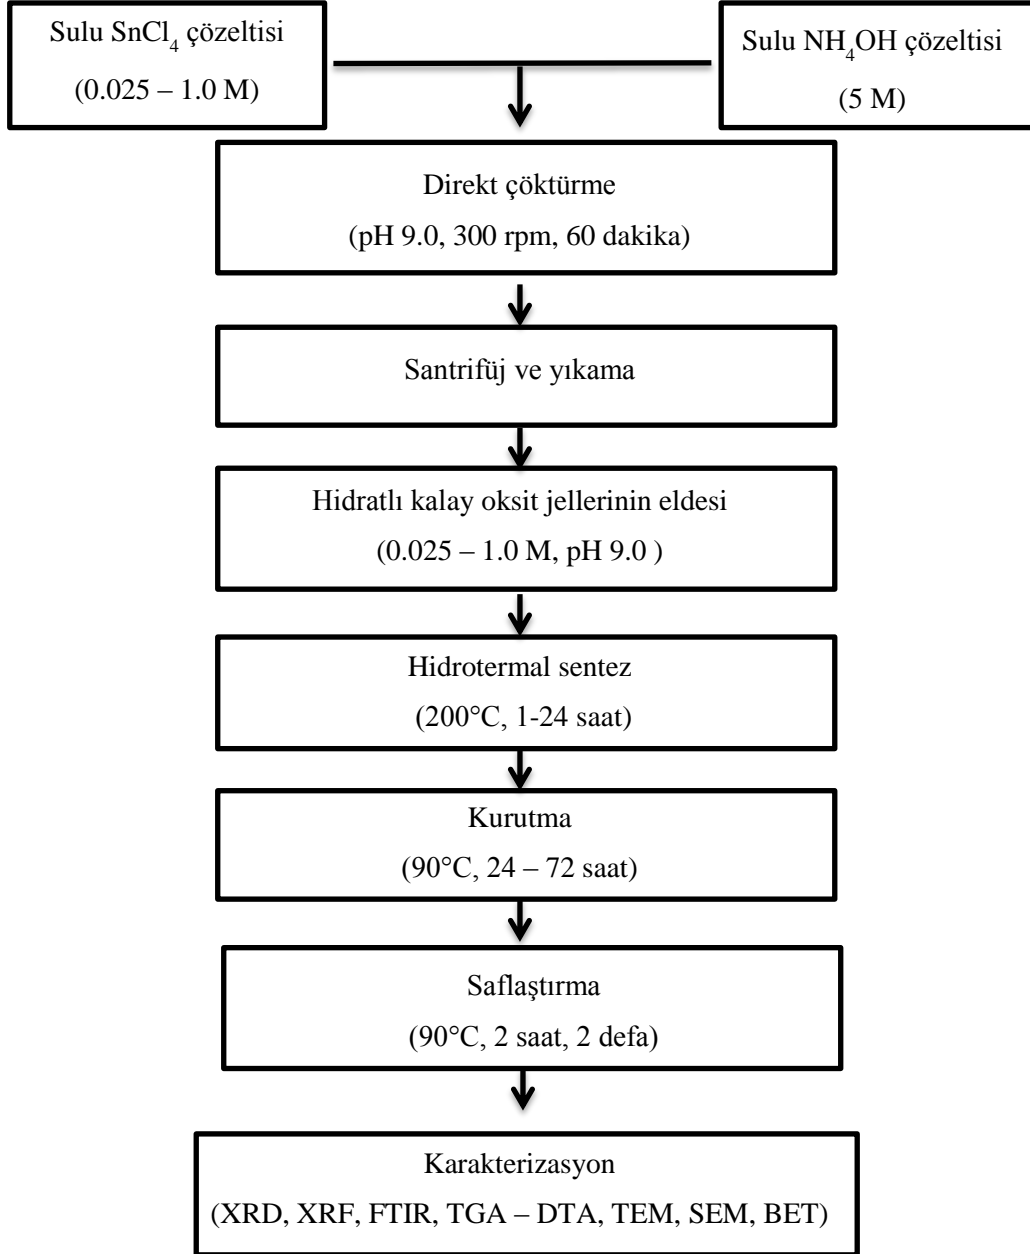 Sulu SnCl₄ çözeltisi
(0.025 – 1.0 M)
Sulu NH₄OH çözeltisi
(5 M)
Direkt çöktürme
(pH 9.0, 300 rpm, 60 dakika)
Santrifüj ve yıkama
Hidratlı kalay oksit jellerinin eldesi
(0.025 – 1.0 M, pH 9.0 )
Hidrotermal sentez
(200°C, 1-24 saat)
Kurutma
(90°C, 24 – 72 saat)
Saflaştırma
(90°C, 2 saat, 2 defa)
Karakterizasyon
(XRD, XRF, FTIR, TGA – DTA, TEM, SEM, BET)